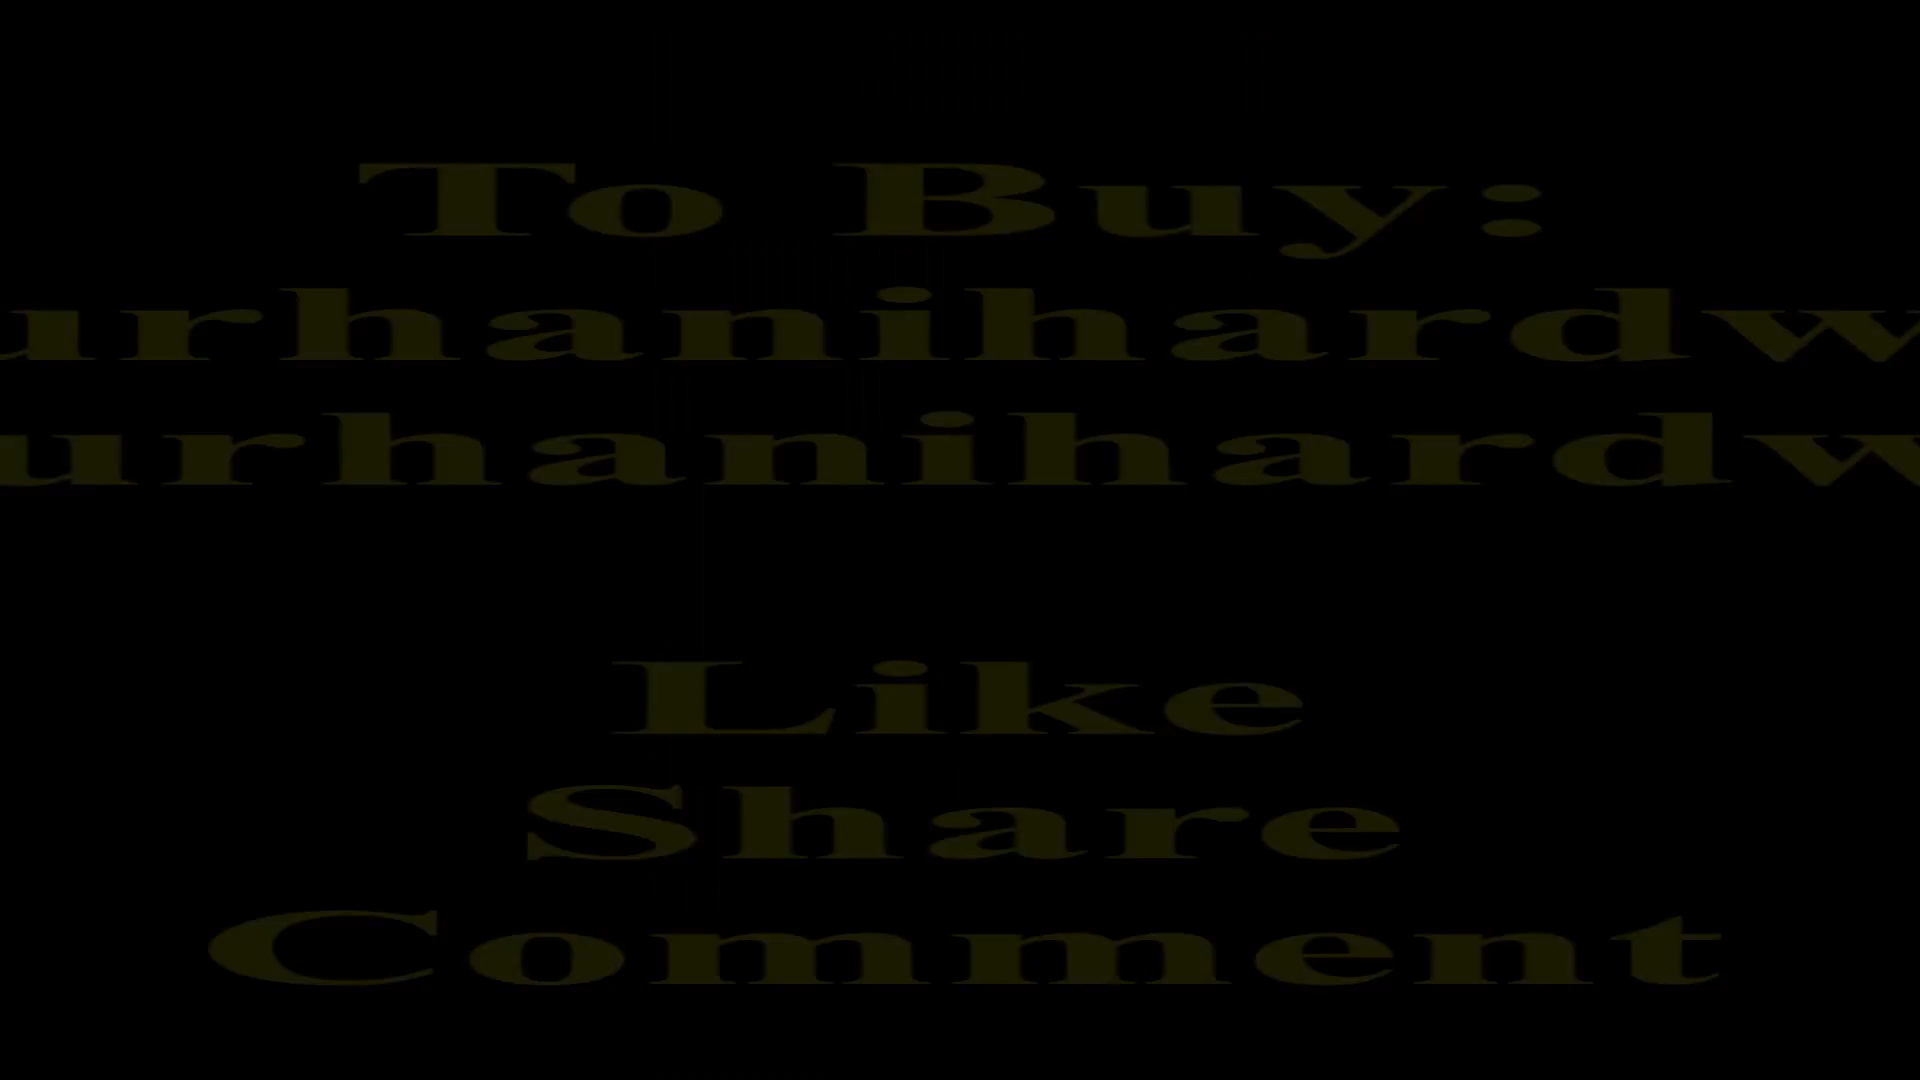 To Buy:
urhanihardw
urhanihardw
Like
Share
Comment